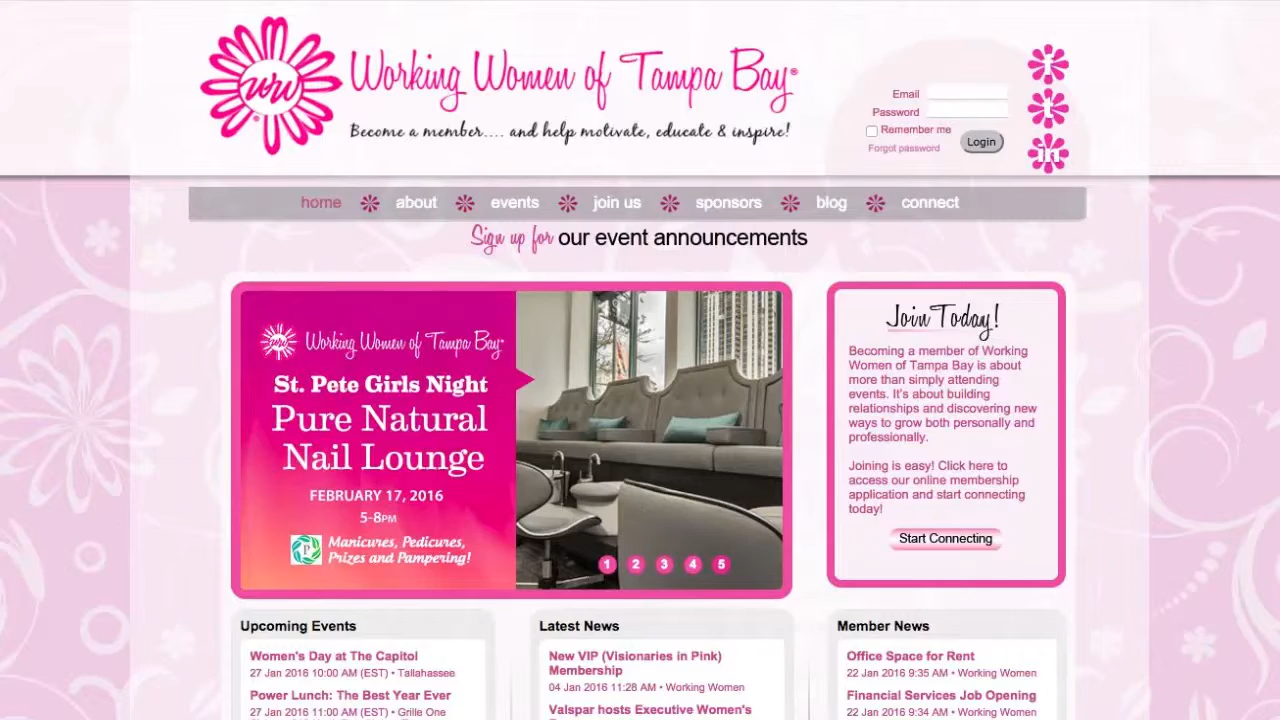 Working Women of Tampa Bay®
Become a member.... and help motivate, educate & inspire!
Email
Password
Remember me
Forgot password
Login
f
t
in
home
about
events
join us
sponsors
blog
connect
Sign up for our event announcements
Working Women of Tampa Bay
St. Pete Girls Night
Pure Natural
Nail Lounge
FEBRUARY 17, 2016
5-8PM
P
Manicures, Pedicures,
Prizes and Pampering!
1 2 3 4 5
Join Today!
Becoming a member of Working
Women of Tampa Bay is about
more than simply attending
events. It's about building
relationships and discovering new
ways to grow both personally and
professionally.
Joining is easy! Click here to
access our online membership
application and start connecting
today!
Start Connecting
Upcoming Events
Women's Day at The Capitol
27 Jan 2016 10:00 AM (EST) • Tallahassee
Power Lunch: The Best Year Ever
27 Jan 2016 11:00 AM (EST) • Grille One
Latest News
New VIP (Visionaries in Pink)
Membership
04 Jan 2016 11:28 AM • Working Women
Valspar hosts Executive Women's
Member News
Office Space for Rent
22 Jan 2016 9:35 AM • Working Women
Financial Services Job Opening
22 Jan 2016 9:34 AM • Working Women